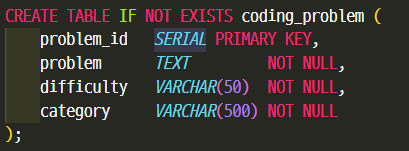 CREATE TABLE IF NOT EXISTS coding_problem (
    problem_id   SERIAL PRIMARY KEY,
    problem      TEXT         NOT NULL,
    difficulty   VARCHAR(50)  NOT NULL,
    category     VARCHAR(500) NOT NULL
);